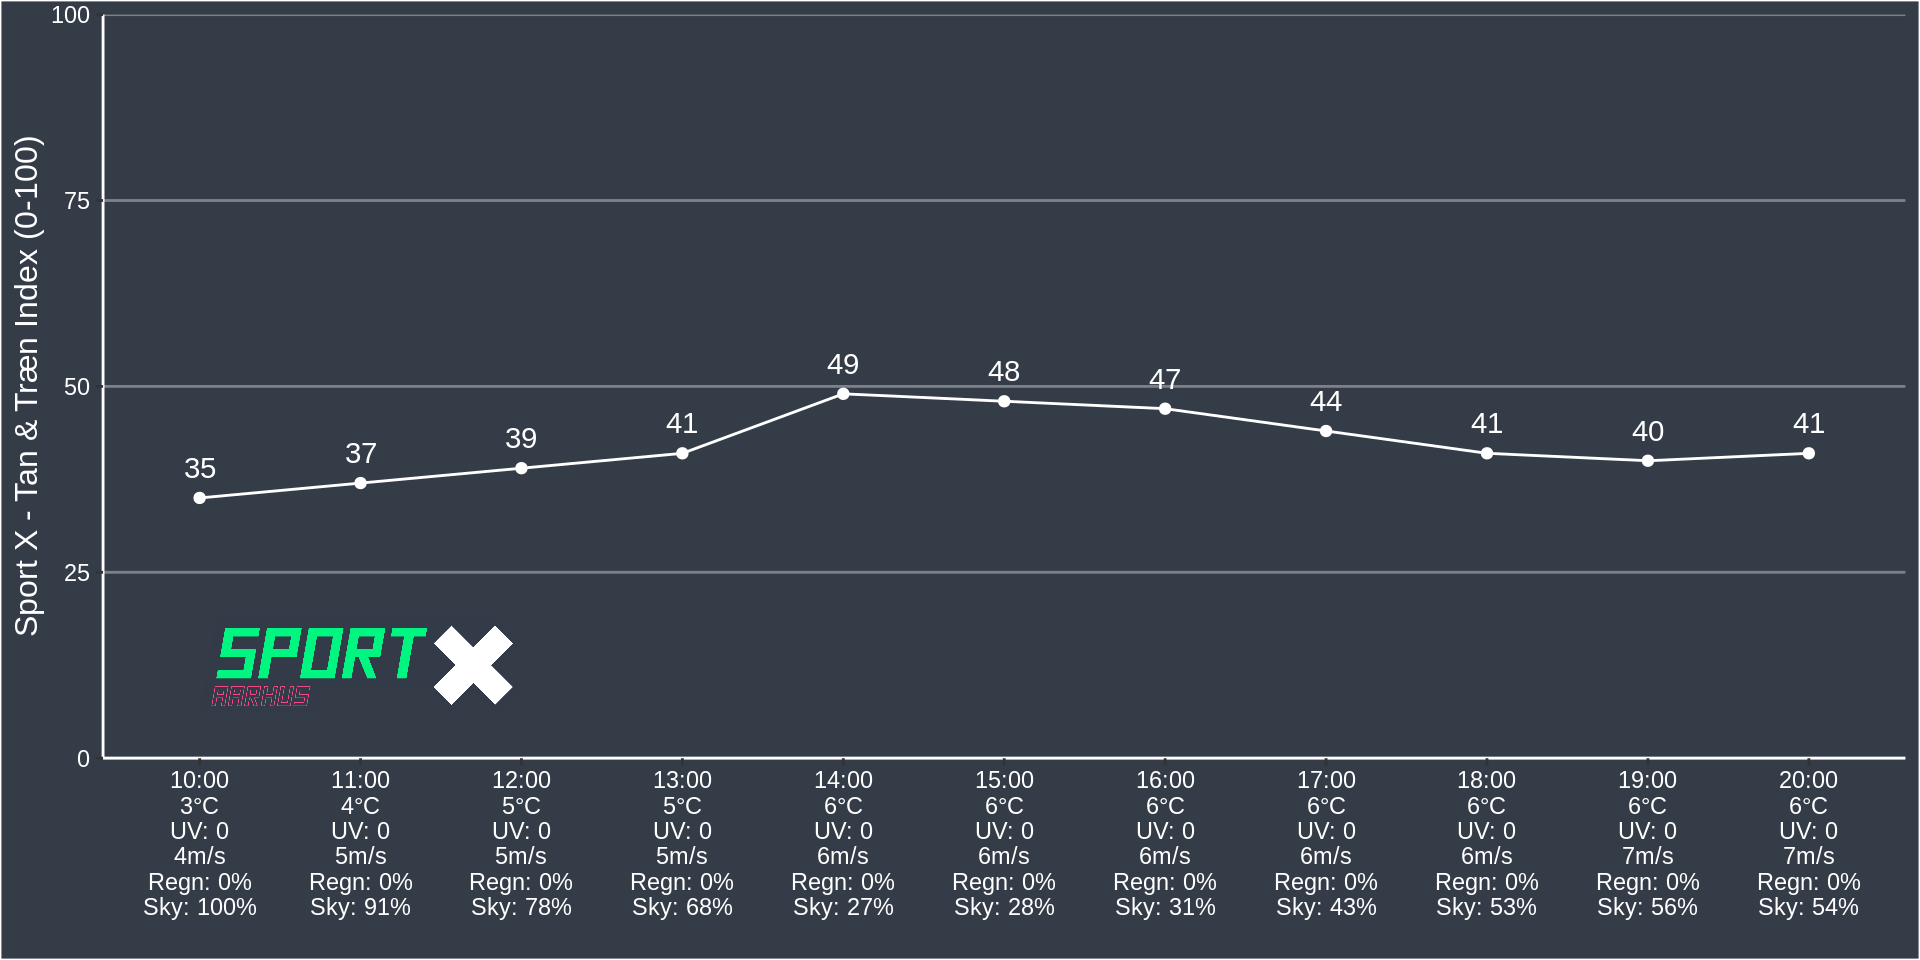 Sport X - Tan & Træn Index (0-100)
100
75
50
25
0
35
37
39
41
49
48
47
44
41
40
41
SPORT X
AARHUS
10:00 11:00 12:00 13:00 14:00 15:00 16:00 17:00 18:00 19:00 20:00
3°C 4°C 5°C 5°C 6°C 6°C 6°C 6°C 6°C 6°C 6°C
UV: 0 UV: 0 UV: 0 UV: 0 UV: 0 UV: 0 UV: 0 UV: 0 UV: 0 UV: 0 UV: 0
4m/s 5m/s 5m/s 5m/s 6m/s 6m/s 6m/s 6m/s 6m/s 7m/s 7m/s
Regn: 0% Regn: 0% Regn: 0% Regn: 0% Regn: 0% Regn: 0% Regn: 0% Regn: 0% Regn: 0% Regn: 0% Regn: 0%
Sky: 100% Sky: 91% Sky: 78% Sky: 68% Sky: 27% Sky: 28% Sky: 31% Sky: 43% Sky: 53% Sky: 56% Sky: 54%